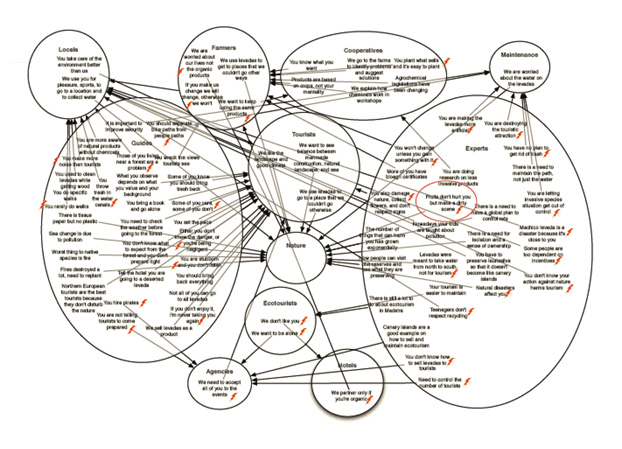 Locals
You take care of the
environment better
than us
We use you for
pleasure, sports, to
go to a location and
to collect water
Farmers
We are
worried about
our lives not
the organic
products
If you make us
change we will
change, otherwise
we won't
We use levadas to
get to places that we
couldn't go other
ways
We want to keep
using the same
products
Cooperatives
You know what you
want
We go to the farms
to identify problems
and suggest
solutions
You plant what sells
and it's easy to plant
Products are based
on crops, not your
mentality
We explain how
chemicals work in
workshops
Agrochemical
legislations have
been changing
Maintenance
We are worried
about the water on
the levadas
Guides
It is important to
improve security
You should separate
bike paths from
people paths
You are more aware
of natural products
without chemicals
You make more
noise than tourists
Those of you living
near a forest are a
problem
You wreck the views
tourists use
You used to clean
levadas while
getting wood
You do specific
walks
You rarely do walks
You
throw
trash in
the water
What you observe
depends on what
you value and your
background
Some of you know
you should bring
trash back
There is tissue
paper but no plastic
You bring a book
and go alone
Some of you care,
some of you don't
Sea change is due
to pollution
You need to check
the weather before
going to the forest
You set the pace
Worst thing to native
species is fire
You don't know what
to expect from the
forest and you don't
prepare right
Either you don't
know the danger, or
you're being
negligent
You are stubborn
and you don't listen
Fires destroyed a
lot, need to replant
Tell the hotel you are
going to a deserted
levada
You should bring
back everything
Northern European
tourists are the best
tourists because
they don't disturb
the nature
Not all of you can go
to all levadas
You hire pirates
If you don't enjoy it,
I'm never taking you
again
You are not telling
tourists to come
prepared
We sell levadas as a
product
Tourists
We like the
landscape and
good climate
We want to see
balance between
manmade
construction, natural
landscape, and sea
We use levadas to
go to a place that we
couldn't go
otherwise
Nature
Experts
You are making the
levadas more
artificial
You are destroying
the touristic
attraction
You won't change
unless you gain
something with it
You have no plan to
get rid of trash
More of you have
brought certificates
You are doing
research on less
invasive products
There is a need to
maintain the path,
not just the water
You also damage
nature, collect
flowers, and don't
respect signs
Fruits don't hurt you
but make a dirty
scene
You are letting
invasive species
situation get out of
control
Nowadays your kids
are taught about
pollution
There is a need to
have a global plan to
control this
The number of
things that can harm
you has grown
exponentially
There is need for
isolation and a
sense of ownership
Madeira levada is a
disaster because it's
close to you
Some people are
too dependent on
incentives
Few people can visit
the reserves and
see what they are
preserving
Levadas were
meant to take water
from north to south,
not for tourism
You have to
preserve laurissilva
so that it doesn't
become like canary
islands
You don't know your
action against nature
harms tourism
Your tourism is
easier to maintain
Natural disasters
affect you
There is still a lot to
do about ecotourism
in Madeira
Teenagers don't
respect recycling
Canary islands are a
good example on
how to sell and
maintain ecotourism
You don't know how
to sell levadas to
tourists
Need to control the
number of tourists
Ecotourists
We don't like you
We want to be alone
Agencies
We need to accept
all of you to the
events
Hotels
We partner only if
you're organic